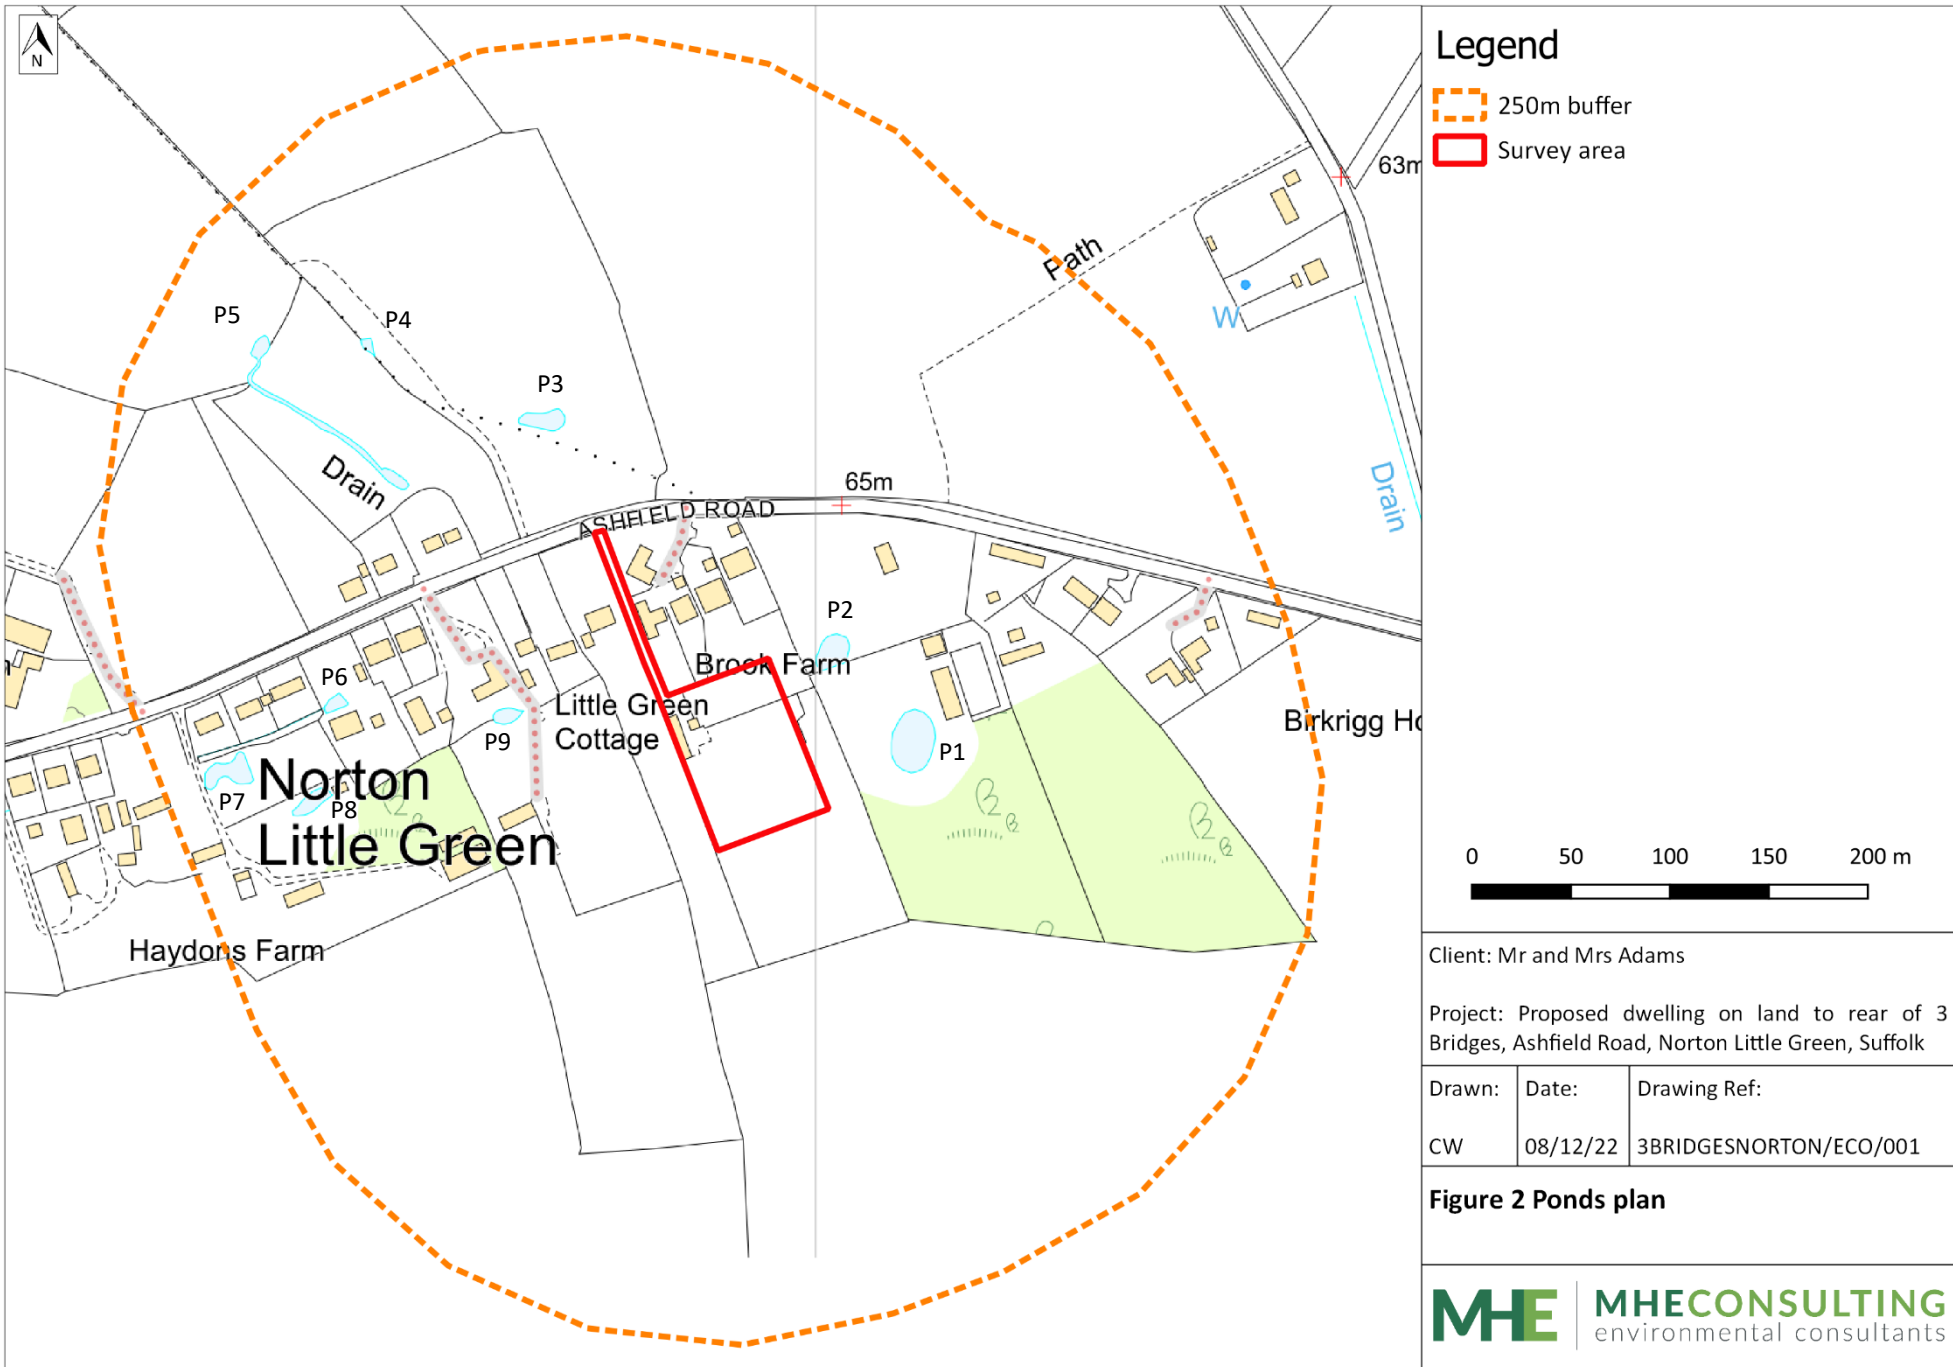 N
Path
63m
P5
P4
W
P3
Drain
65m
Drain
ASHFIELD ROAD
P2
Brook Farm
P6
Little Green
Cottage
P9
P1
Birkrigg Ho
Norton
P7
P8
Little Green
Haydons Farm
Legend
250m buffer
Survey area
0 50 100 150 200 m
Client: Mr and Mrs Adams
Project: Proposed dwelling on land to rear of 3
Bridges, Ashfield Road, Norton Little Green, Suffolk
Drawn: Date: Drawing Ref:
CW 08/12/22 3BRIDGESNORTON/ECO/001
Figure 2 Ponds plan
MHE MHECONSULTING
environmental consultants